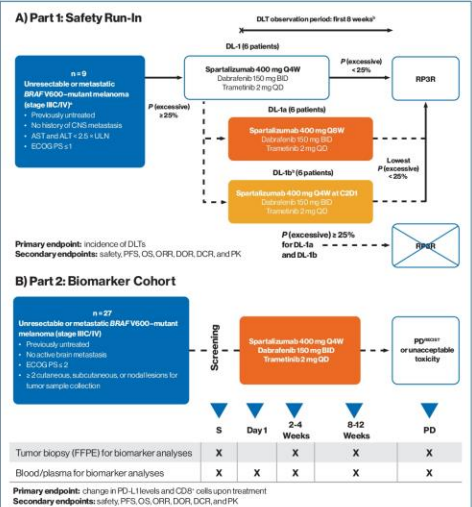 A) Part 1: Safety Run-In
DLT observation period: first 8 weeksᵇ
DL-1 (6 patients)
n = 9
Unresectable or metastatic
BRAF V600–mutant melanoma
(stage IIIC/IV)ᵃ
• Previously untreated
• No history of CNS metastasis
• AST and ALT < 2.5 × ULN
• ECOG PS ≤ 1
Spartalizumab 400 mg Q4W
Dabrafenib 150 mg BID
Trametinib 2 mg QD
P (excessive)
< 25%
RP3R
P (excessive)
≥ 25%
DL-1a (6 patients)
Spartalizumab 400 mg Q8W
Dabrafenib 150 mg BID
Trametinib 2 mg QD
DL-1bᵇ (6 patients)
Spartalizumab 400 mg Q4W at C2D1
Dabrafenib 150 mg BID
Trametinib 2 mg QD
Lowest
P (excessive)
< 25%
P (excessive) ≥ 25%
for DL-1a
and DL-1b
RP3R
Primary endpoint: incidence of DLTs
Secondary endpoints: safety, PFS, OS, ORR, DOR, DCR, and PK
B) Part 2: Biomarker Cohort
n = 27
Unresectable or metastatic BRAF V600–mutant
melanoma (stage IIIC/IV)
• Previously untreated
• No active brain metastasis
• ECOG PS ≤ 2
• ≥ 2 cutaneous, subcutaneous, or nodal lesions for
tumor sample collection
Screening
Spartalizumab 400 mg Q4W
Dabrafenib 150 mg BID
Trametinib 2 mg QD
PD
or unacceptable
toxicity
S Day 1 2-4 Weeks 8-12 Weeks PD
Tumor biopsy (FFPE) for biomarker analyses X X X X
Blood/plasma for biomarker analyses X X X X X
Primary endpoint: change in PD-L1 levels and CD8⁺ cells upon treatment
Secondary endpoints: safety, PFS, OS, ORR, DOR, DCR, and PK